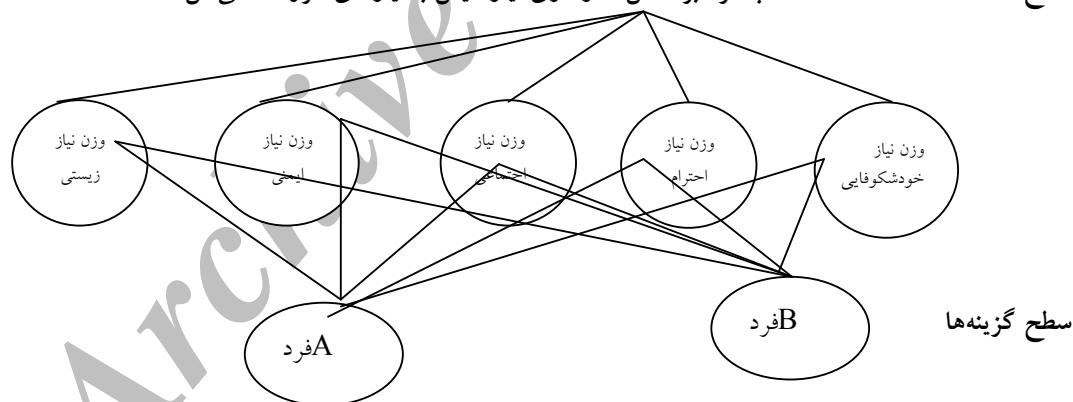 وزن نیاز
زیستی
وزن نیاز
ایمنی
وزن نیاز
اجتماعی
وزن نیاز
احترام
وزن نیاز
خودشکوفایی
فرد A
فرد B
سطح گزینه‌ها
Archive